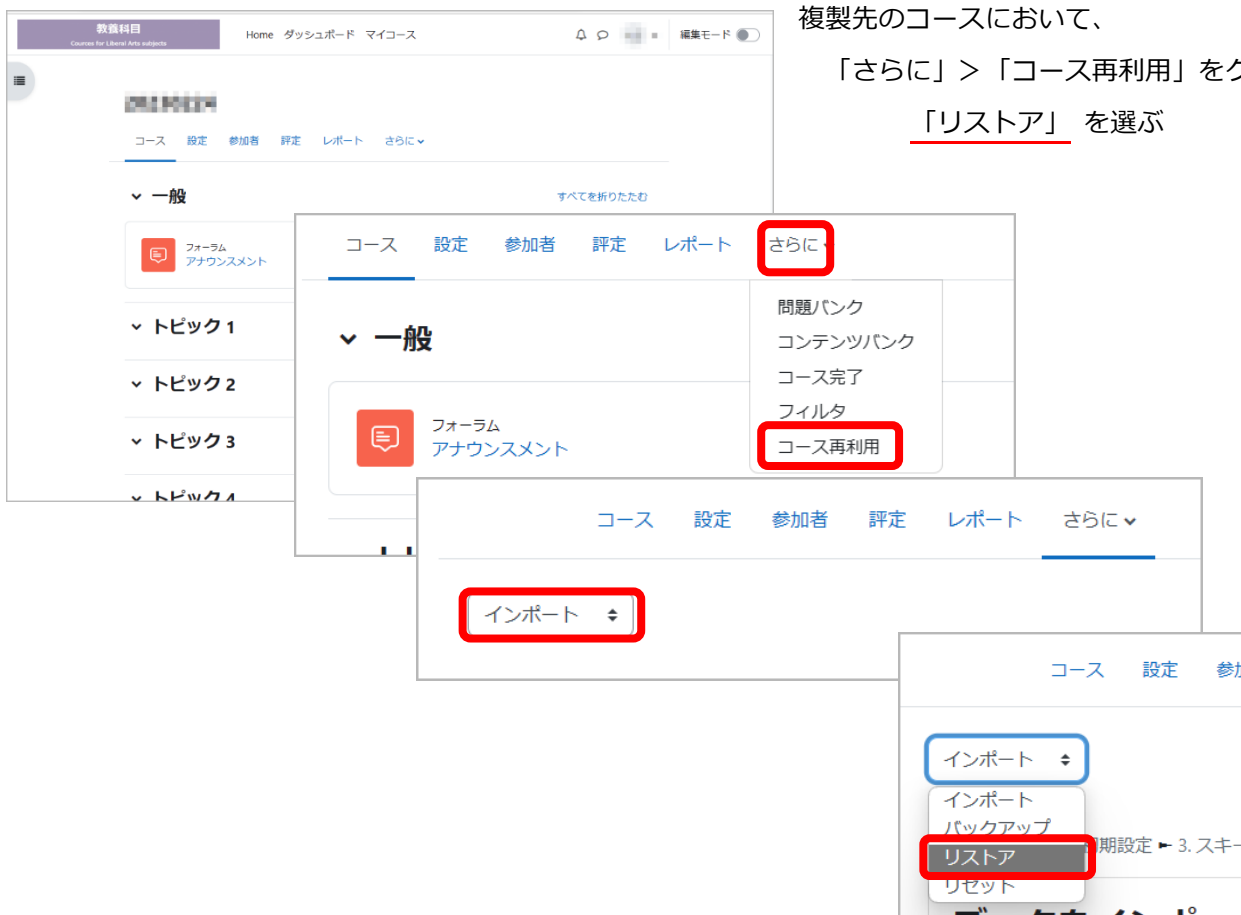 複製先のコースにおいて、
「さらに」＞「コース再利用」を
「リストア」 を選ぶ
教養科目
Courses for Liberal Arts subjects
Home ダッシュボード マイコース
編集モード
コース 設定 参加者 評定 レポート さらに
一般
すべてを折りたたむ
フォーラム
アナウンスメント
トピック 1
トピック 2
トピック 3
トピック 4
コース 設定 参加者 評定 レポート さらに
一般
フォーラム
アナウンスメント
問題バンク
コンテンツバンク
コース完了
フィルタ
コース再利用
コース 設定 参加者 評定 レポート さらに
インポート
コース 設定
インポート
インポート
バックアップ
リストア
リセット
期設定 ► 3. スキー